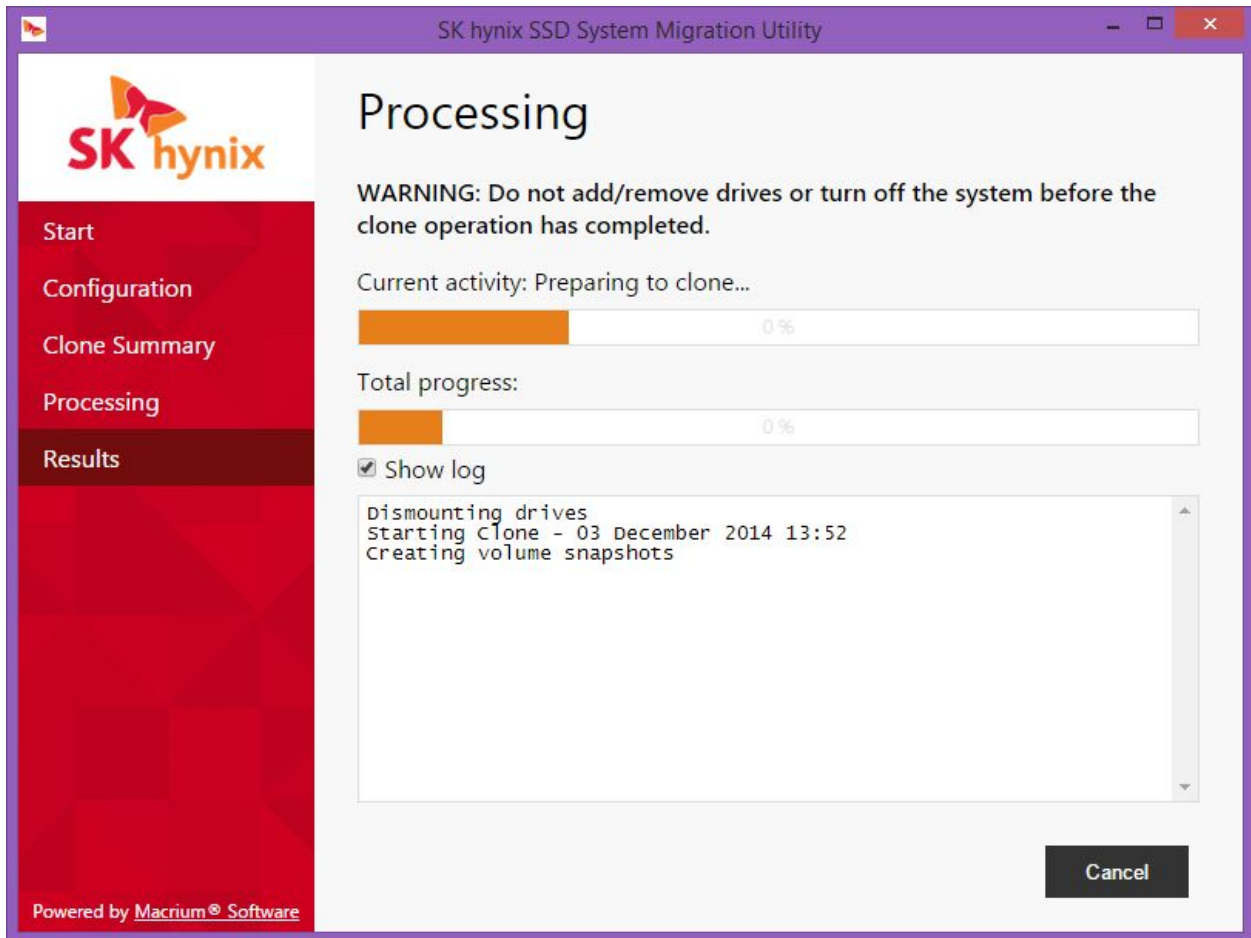 SK hynix SSD System Migration Utility
SK hynix
Start
Configuration
Clone Summary
Processing
Results
Powered by Macrium® Software
Processing
WARNING: Do not add/remove drives or turn off the system before the
clone operation has completed.
Current activity: Preparing to clone...
0 %
Total progress:
0 %
Show log
Dismounting drives
Starting Clone - 03 December 2014 13:52
Creating volume snapshots
Cancel